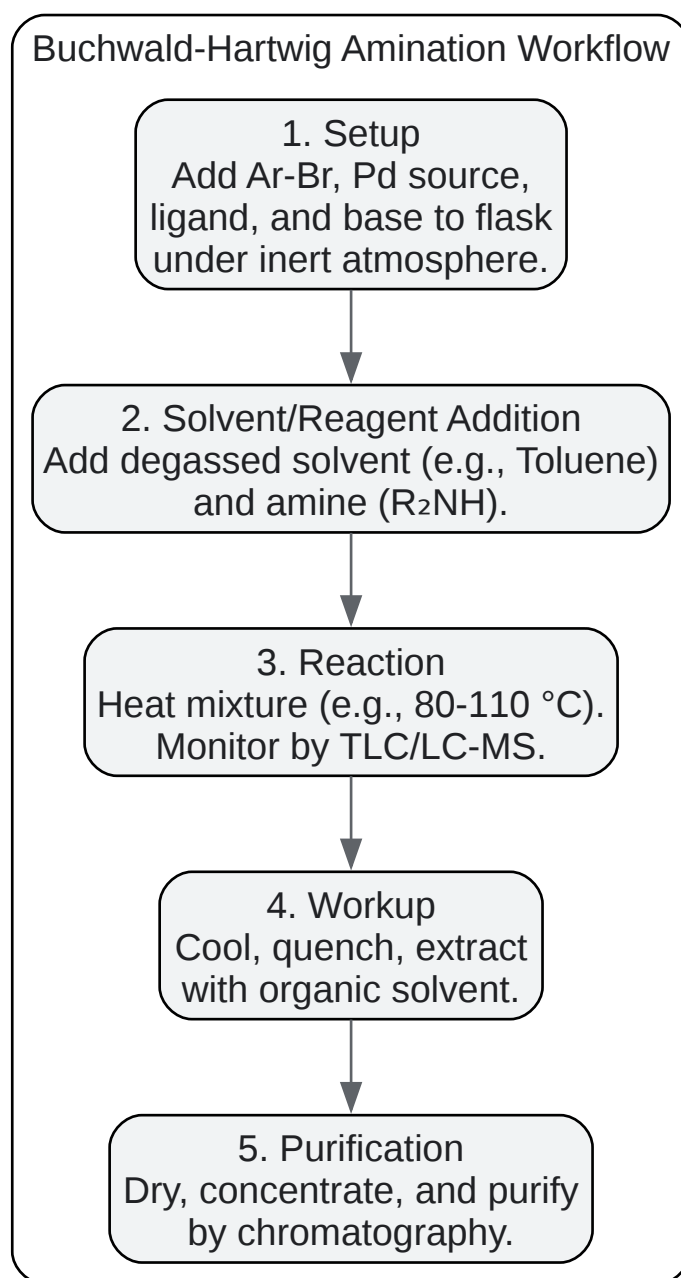 Buchwald-Hartwig Amination Workflow
1. Setup
Add Ar-Br, Pd source,
ligand, and base to flask
under inert atmosphere.
2. Solvent/Reagent Addition
Add degassed solvent (e.g., Toluene)
and amine (R₂NH).
3. Reaction
Heat mixture (e.g., 80-110 °C).
Monitor by TLC/LC-MS.
4. Workup
Cool, quench, extract
with organic solvent.
5. Purification
Dry, concentrate, and purify
by chromatography.